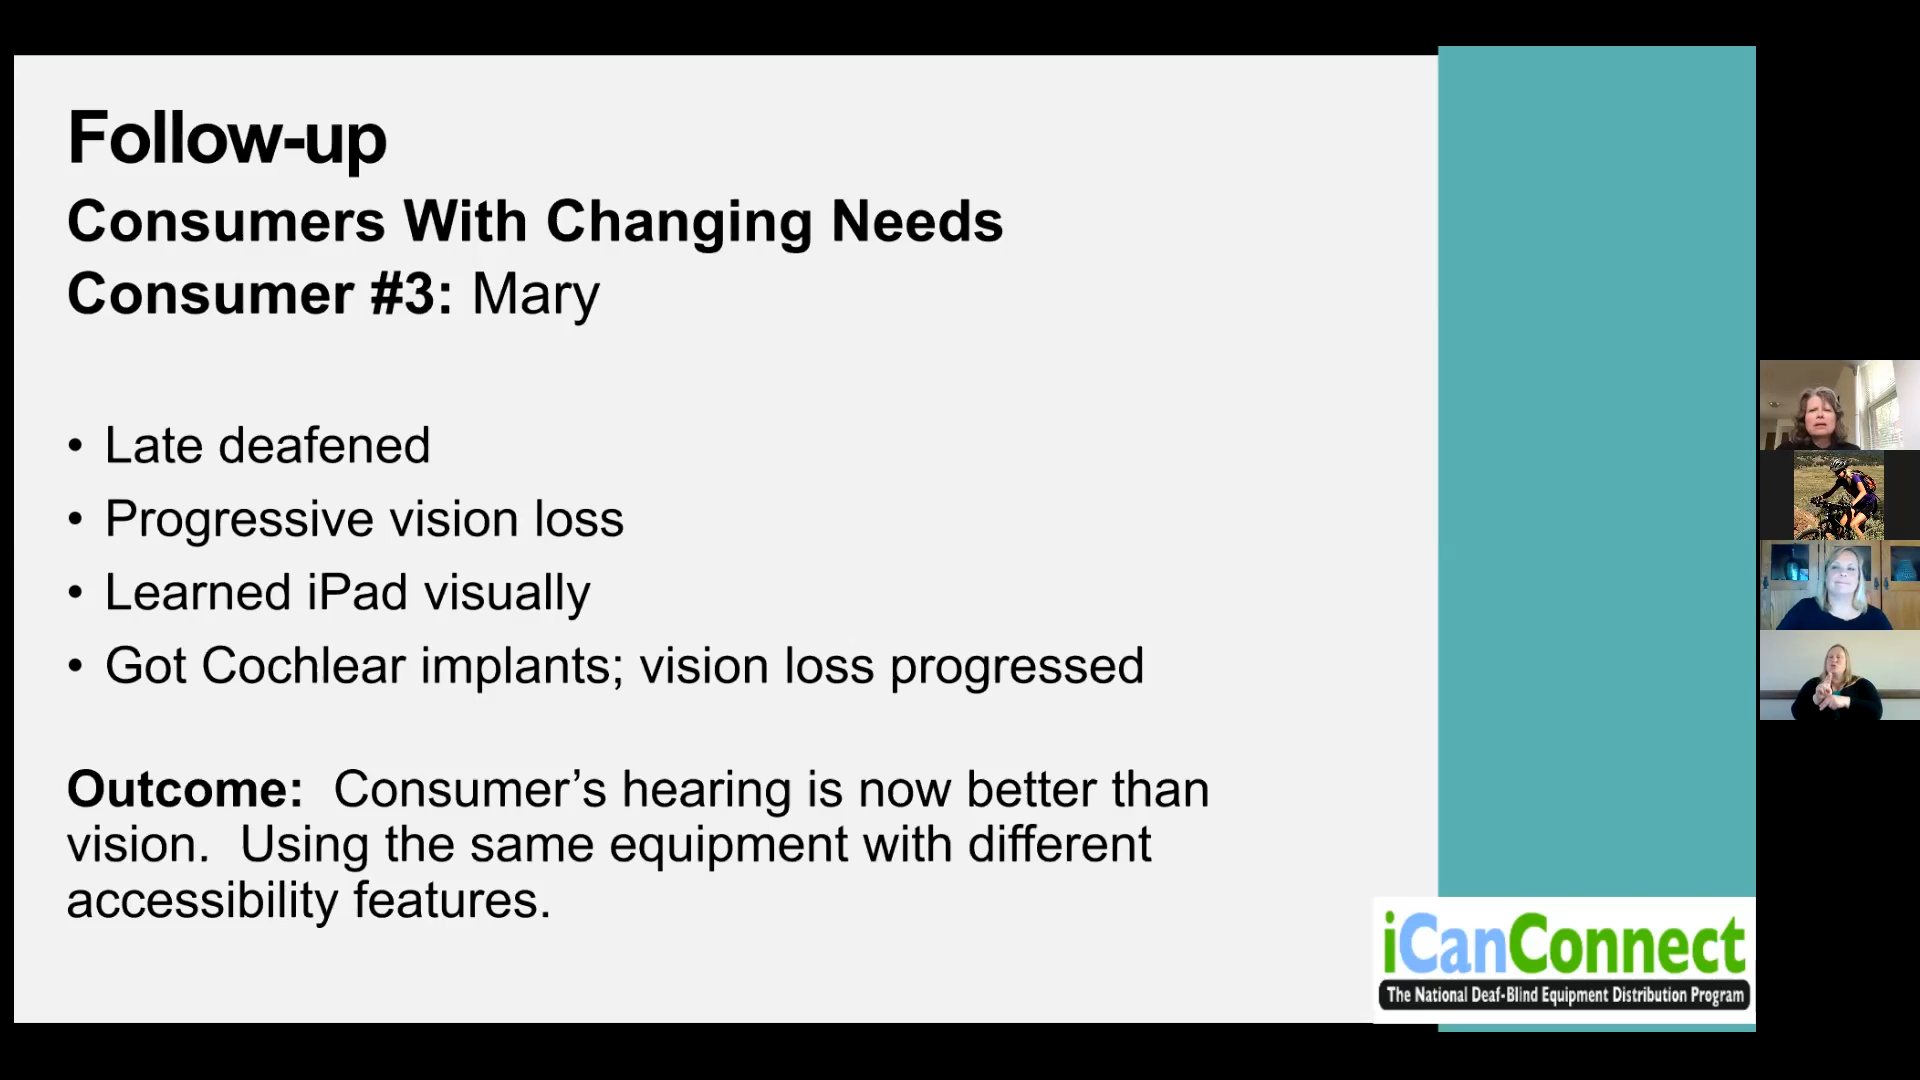 Follow-up
Consumers With Changing Needs
Consumer #3: Mary
• Late deafened
• Progressive vision loss
• Learned iPad visually
• Got Cochlear implants; vision loss progressed
Outcome:  Consumer’s hearing is now better than
vision.  Using the same equipment with different
accessibility features.
iCanConnect
The National Deaf-Blind Equipment Distribution Program